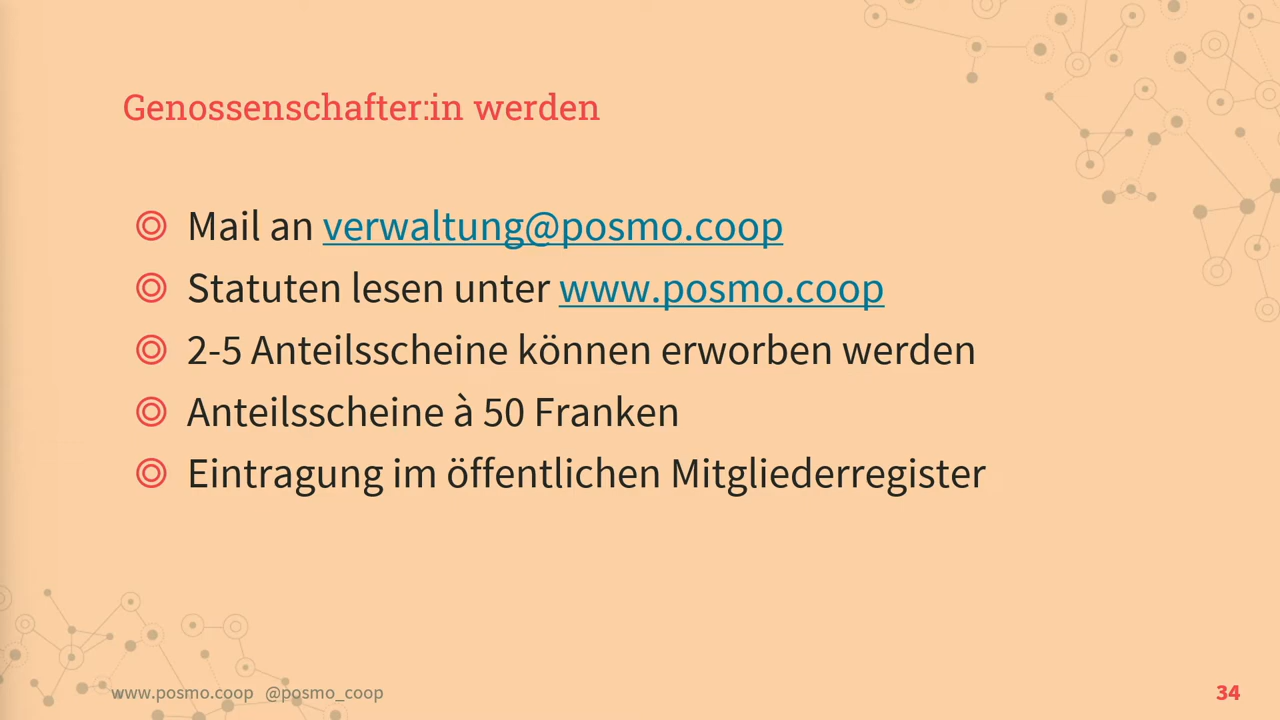 Genossenschafter:in werden
Mail an verwaltung@posmo.coop
Statuten lesen unter www.posmo.coop
2-5 Anteilsscheine können erworben werden
Anteilsscheine à 50 Franken
Eintragung im öffentlichen Mitgliederregister
www.posmo.coop @posmo_coop
34